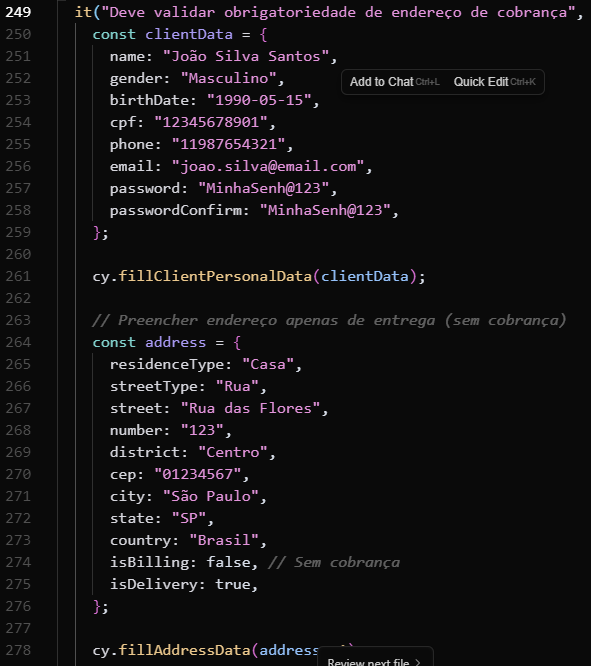 249 it("Deve validar obrigatoriedade de endereço de cobrança",
250 const clientData = {
251 name: "João Silva Santos",
252 gender: "Masculino",
Add to Chat Ctrl+L Quick Edit Ctrl+K
253 birthDate: "1990-05-15",
254 cpf: "12345678901",
255 phone: "11987654321",
256 email: "joao.silva@email.com",
257 password: "MinhaSenh@123",
258 passwordConfirm: "MinhaSenh@123",
259 };
260
261 cy.fillClientPersonalData(clientData);
262
263 // Preencher endereço apenas de entrega (sem cobrança)
264 const address = {
265 residenceType: "Casa",
266 streetType: "Rua",
267 street: "Rua das Flores",
268 number: "123",
269 district: "Centro",
270 cep: "01234567",
271 city: "São Paulo",
272 state: "SP",
273 country: "Brasil",
274 isBilling: false, // Sem cobrança
275 isDelivery: true,
276 };
277
278 cy.fillAddressData(address
Review next file >